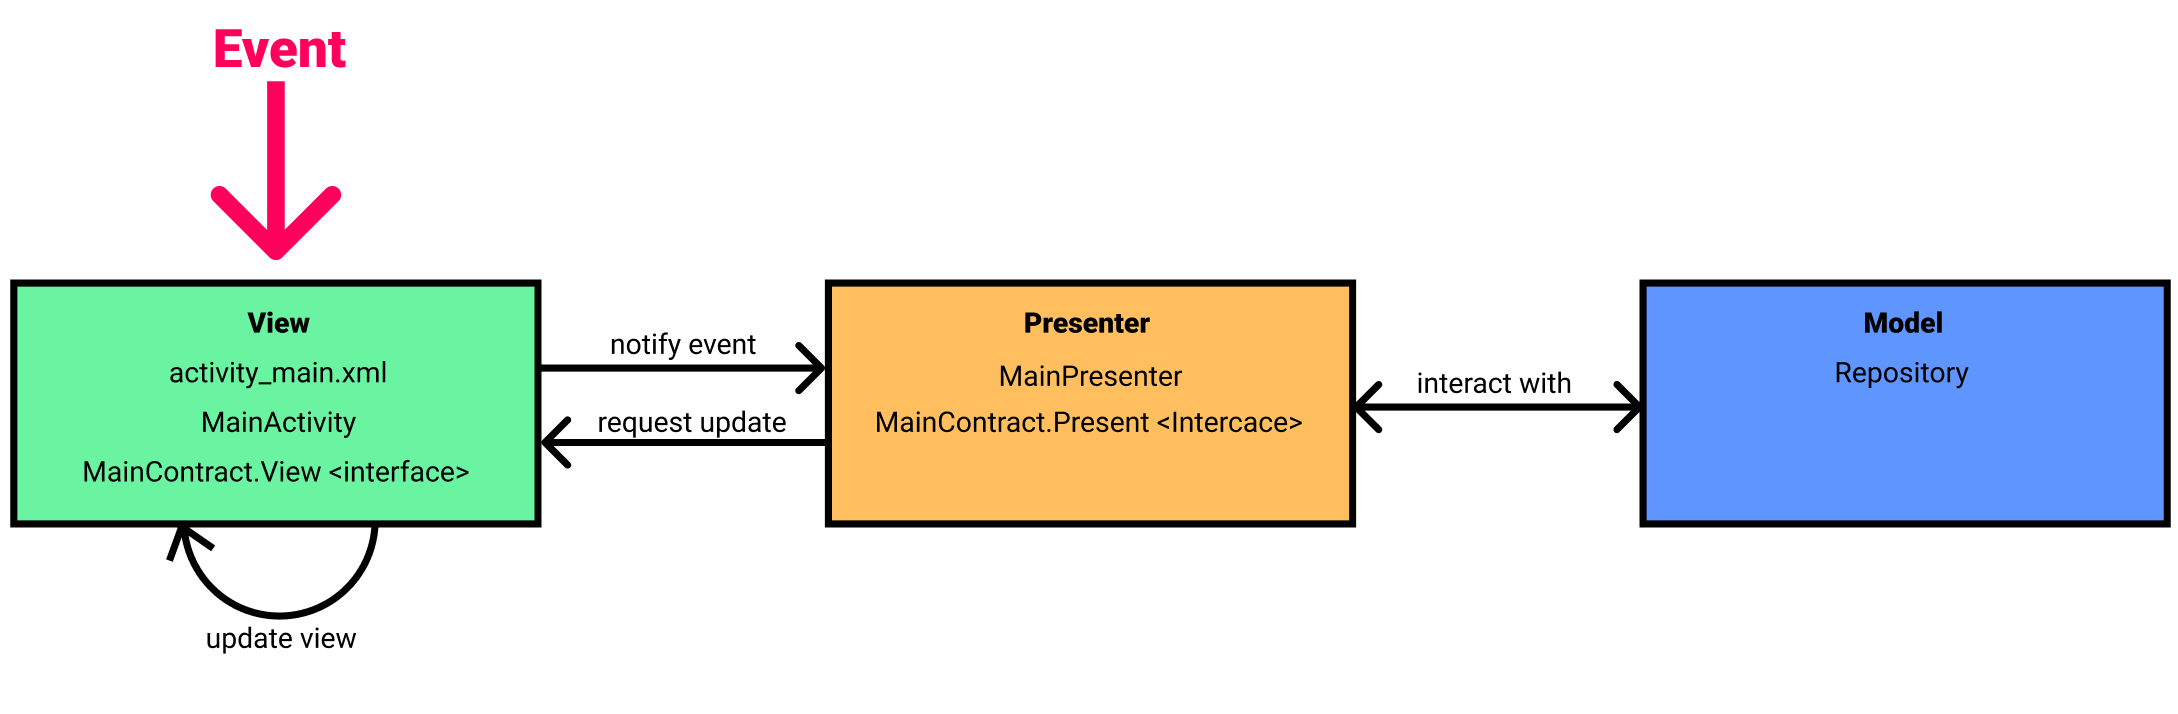 Event
View
activity_main.xml
MainActivity
MainContract.View <interface>
update view
notify event
request update
Presenter
MainPresenter
MainContract.Present <Intercace>
interact with
Model
Repository